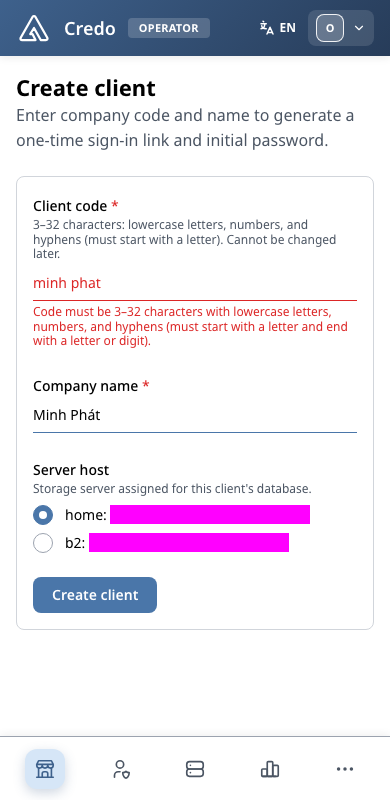 Credo OPERATOR EN O
Create client
Enter company code and name to generate a
one-time sign-in link and initial password.
Client code *
3–32 characters: lowercase letters, numbers, and
hyphens (must start with a letter). Cannot be changed
later.
minh phat
Code must be 3–32 characters with lowercase letters,
numbers, and hyphens (must start with a letter and end
with a letter or digit).
Company name *
Minh Phát
Server host
Storage server assigned for this client's database.
home:
b2:
Create client